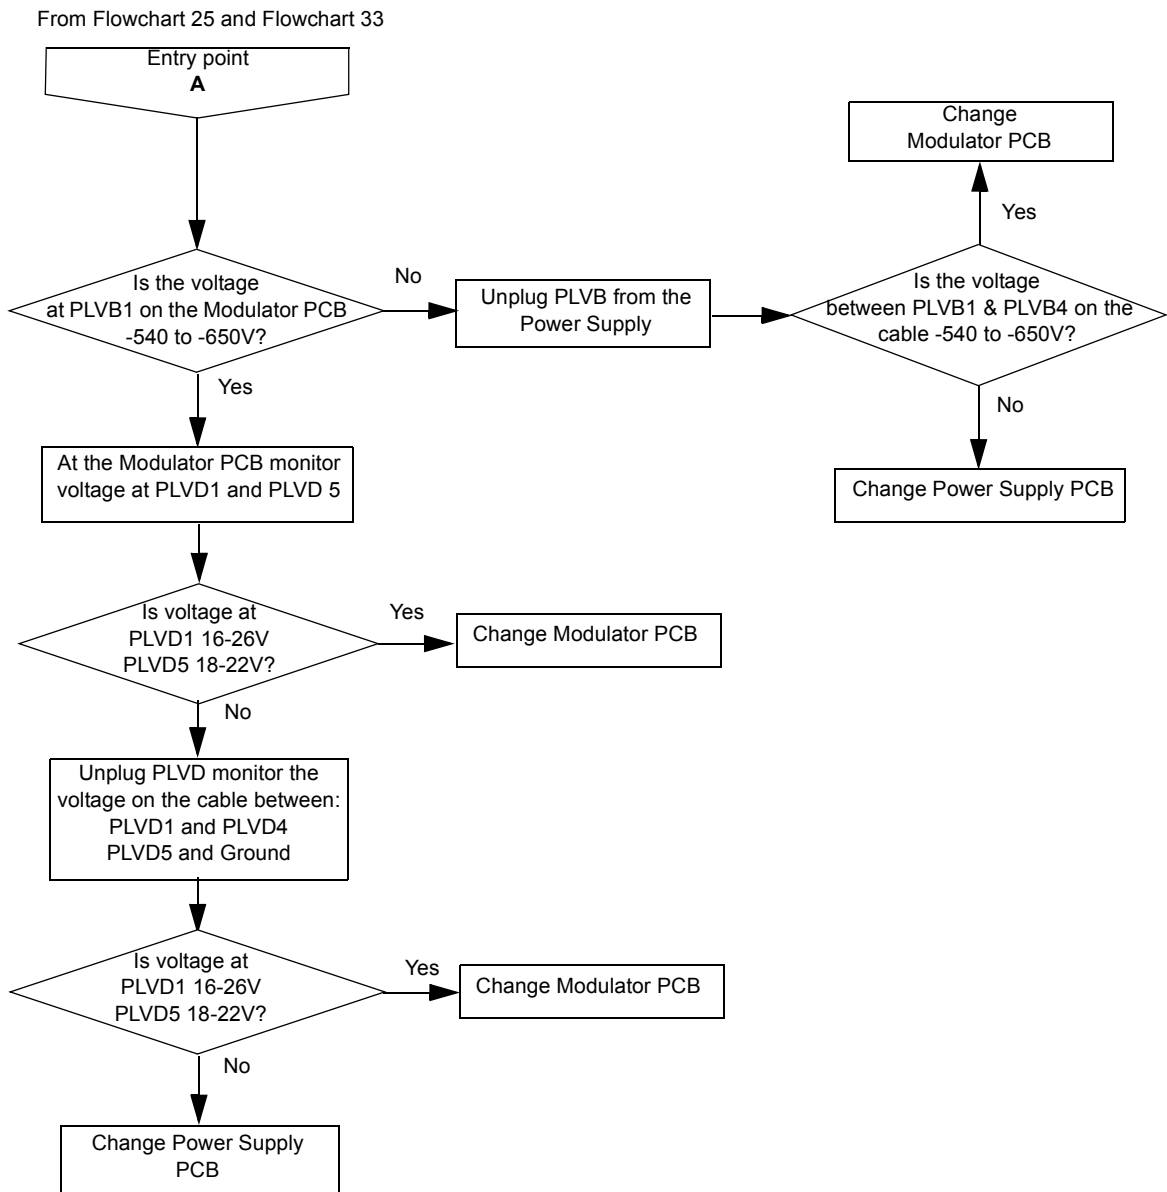 From Flowchart 25 and Flowchart 33
Entry point
A
Is the voltage
at PLVB1 on the Modulator PCB
-540 to -650V?
No
Unplug PLVB from the
Power Supply
Is the voltage
between PLVB1 & PLVB4 on the
cable -540 to -650V?
Yes
Change
Modulator PCB
No
Change Power Supply PCB
Yes
At the Modulator PCB monitor
voltage at PLVD1 and PLVD 5
Is voltage at
PLVD1 16-26V
PLVD5 18-22V?
Yes
Change Modulator PCB
No
Unplug PLVD monitor the
voltage on the cable between:
PLVD1 and PLVD4
PLVD5 and Ground
Is voltage at
PLVD1 16-26V
PLVD5 18-22V?
Yes
Change Modulator PCB
No
Change Power Supply
PCB